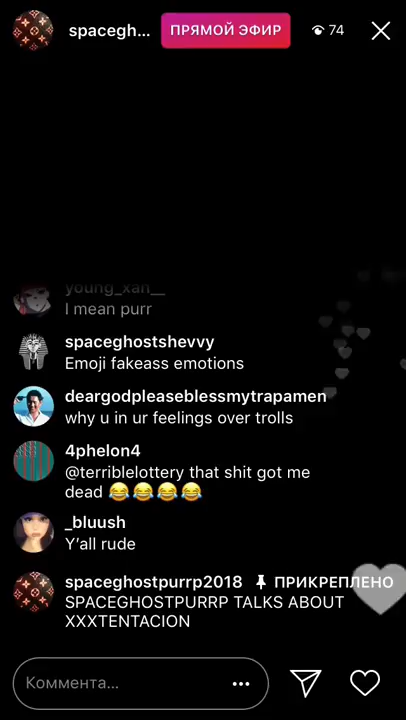 spacegh...
ПРЯМОЙ ЭФИР
74
young_xan__
I mean purr
spaceghostshevvy
Emoji fakeass emotions
deargodpleaseblessmytrapamen
why u in ur feelings over trolls
4phelon4
@terriblelottery that shit got me
dead 😂😂😂😂
_bluush
Y’all rude
spaceghostpurrp2018 ПРИКРЕПЛЕНО
SPACEGHOSTPURRP TALKS ABOUT
XXXTENTACION
Коммента...